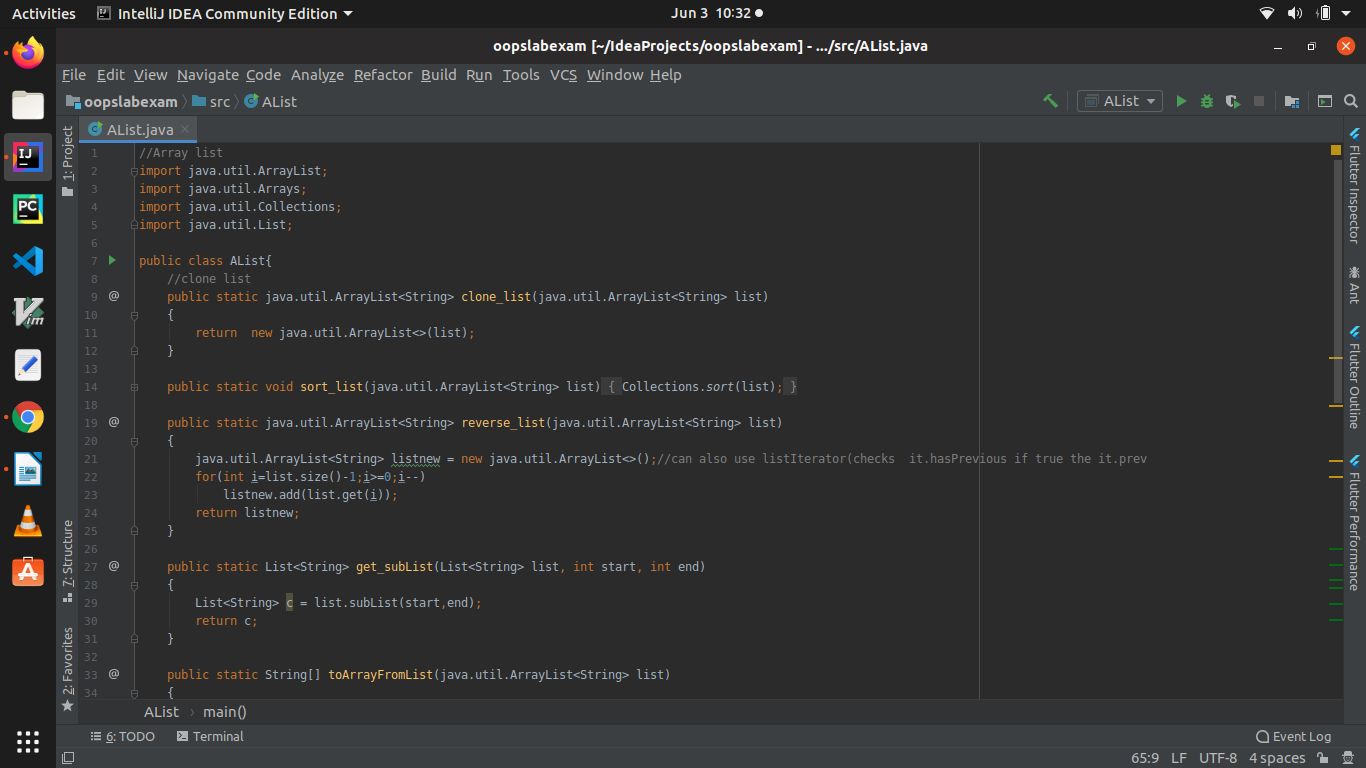 Activities IntelliJ IDEA Community Edition Jun 3 10:32
oopslabexam [~/IdeaProjects/oopslabexam] - .../src/AList.java
File Edit View Navigate Code Analyze Refactor Build Run Tools VCS Window Help
oopslabexam src AList AList
AList.java
1 //Array list
2 import java.util.ArrayList;
3 import java.util.Arrays;
4 import java.util.Collections;
5 import java.util.List;
6
7 public class AList{
8 //clone list
9 @ public static java.util.ArrayList<String> clone_list(java.util.ArrayList<String> list)
10 {
11 return  new java.util.ArrayList<>(list);
12 }
13
14 public static void sort_list(java.util.ArrayList<String> list) { Collections.sort(list); }
18
19 @ public static java.util.ArrayList<String> reverse_list(java.util.ArrayList<String> list)
20 {
21 java.util.ArrayList<String> listnew = new java.util.ArrayList<>();//can also use listIterator(checks  it.hasPrevious if true the it.prev
22 for(int i=list.size()-1;i>=0;i--)
23 listnew.add(list.get(i));
24 return listnew;
25 }
26
27 @ public static List<String> get_subList(List<String> list, int start, int end)
28 {
29 List<String> c = list.subList(start,end);
30 return c;
31 }
32
33 @ public static String[] toArrayFromList(java.util.ArrayList<String> list)
34 {
AList › main()
6: TODO Terminal Event Log
65:9 LF UTF-8 4 spaces
1: Project
7: Structure
2: Favorites
Flutter Inspector
Ant
Flutter Outline
Flutter Performance
IJ
PC
Vim